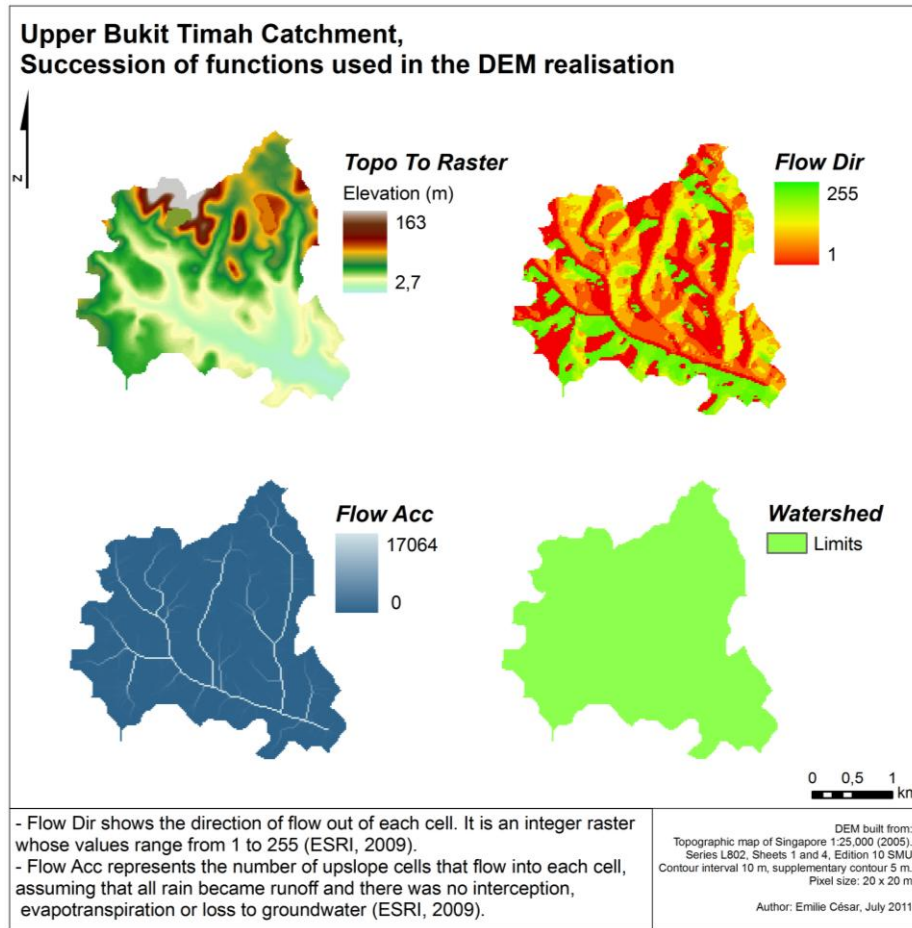 Upper Bukit Timah Catchment,
Succession of functions used in the DEM realisation
z
Topo To Raster
Elevation (m)
163
2,7
Flow Dir
255
1
Flow Acc
17064
0
Watershed
Limits
0 0,5 1
km
- Flow Dir shows the direction of flow out of each cell. It is an integer raster
whose values range from 1 to 255 (ESRI, 2009).
- Flow Acc represents the number of upslope cells that flow into each cell,
assuming that all rain became runoff and there was no interception,
evapotranspiration or loss to groundwater (ESRI, 2009).
DEM built from:
Topographic map of Singapore 1:25,000 (2005).
Series L802, Sheets 1 and 4, Edition 10 SMU
Contour interval 10 m, supplementary contour 5 m.
Pixel size: 20 x 20 m
Author: Emilie César, July 2011